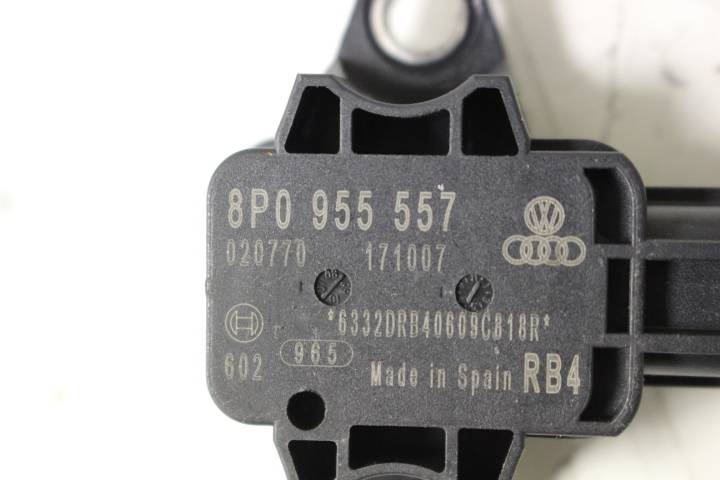 8P0 955 557
020770 171007
*6332DRB40609C818R*
602 965 Made in Spain RB4